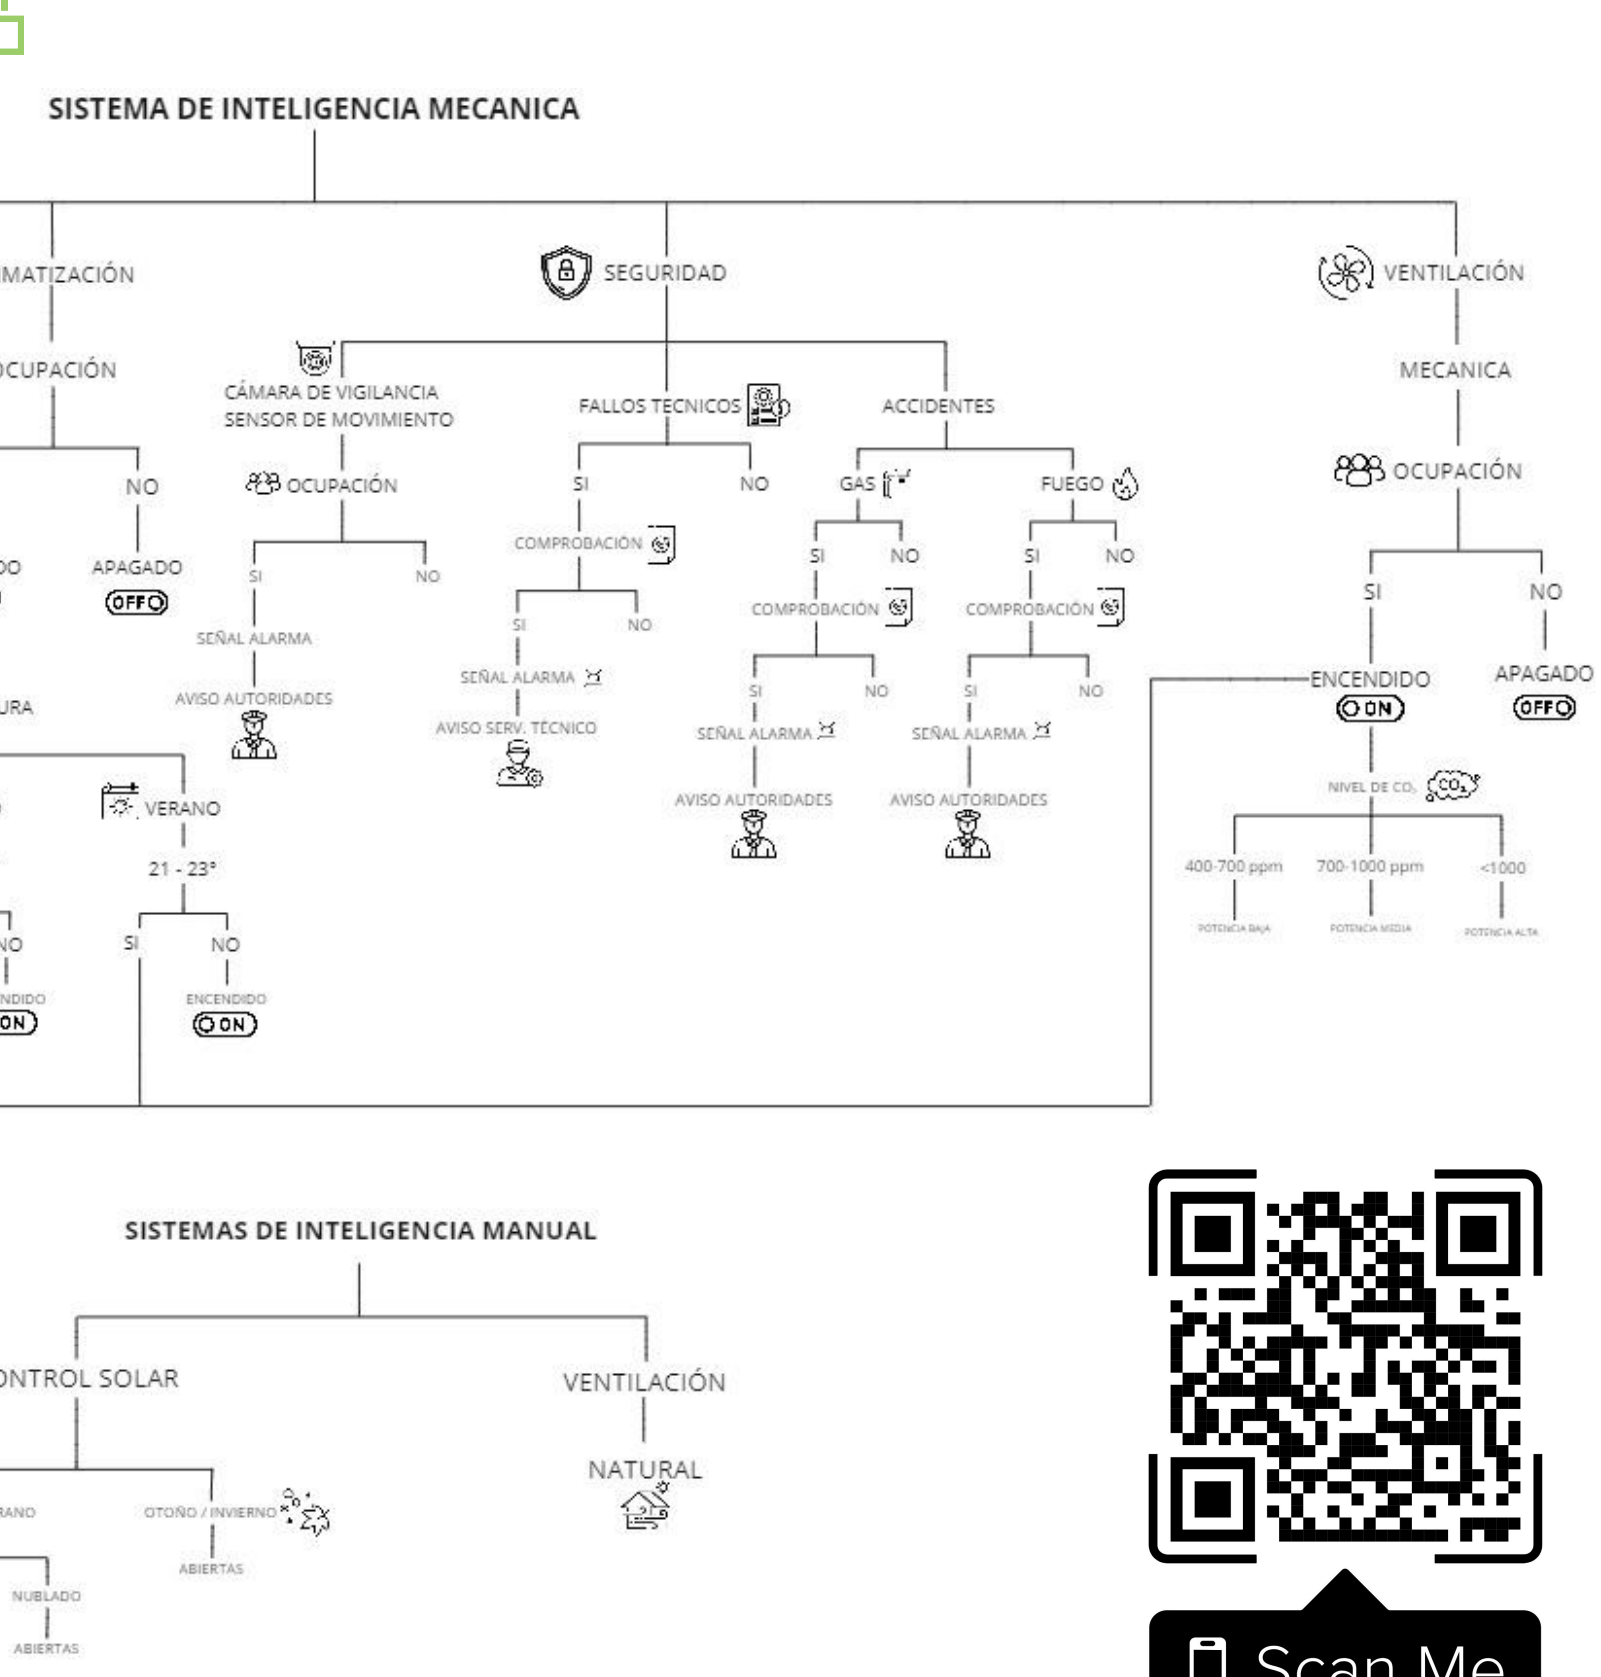 SISTEMA DE INTELIGENCIA MECANICA
IMATIZACIÓN
SEGURIDAD
VENTILACIÓN
OCUPACIÓN
MECANICA
CÁMARA DE VIGILANCIA
SENSOR DE MOVIMIENTO
FALLOS TECNICOS
ACCIDENTES
OCUPACIÓN
OCUPACIÓN
NO
SI
NO
GAS
FUEGO
COMPROBACIÓN
SI
NO
SI
NO
APAGADO
OFF
SI
NO
SI
NO
COMPROBACIÓN
COMPROBACIÓN
SEÑAL ALARMA
SI
NO
SEÑAL ALARMA
SI
NO
SI
NO
ENCENDIDO
ON
APAGADO
OFF
AVISO AUTORIDADES
URA
AVISO SERV. TÉCNICO
SEÑAL ALARMA
SEÑAL ALARMA
NIVEL DE CO₂
CO₂
VERANO
AVISO AUTORIDADES
AVISO AUTORIDADES
21 - 23°
400-700 ppm
700-1000 ppm
<1000
POTENCIA BAJA
POTENCIA MEDIA
POTENCIA ALTA
NO
SI
NO
NDIDO
ON
ENCENDIDO
ON
SISTEMAS DE INTELIGENCIA MANUAL
ONTROL SOLAR
VENTILACIÓN
NATURAL
RANO
OTOÑO / INVIERNO
ABIERTAS
NUBLADO
ABIERTAS
Scan Me